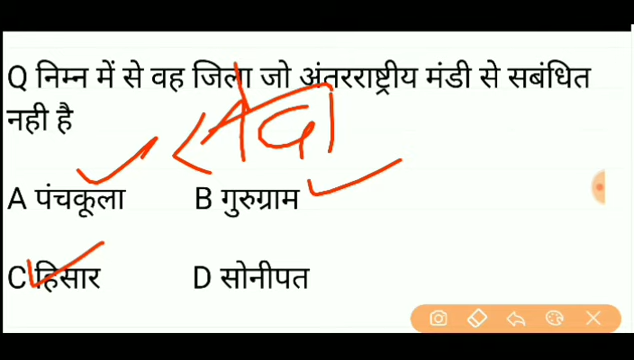 Q निम्न में से वह जिला जो अंतरराष्ट्रीय मंडी से सबंधित
नही है
A पंचकूला B गुरुग्राम
C हिसार D सोनीपत